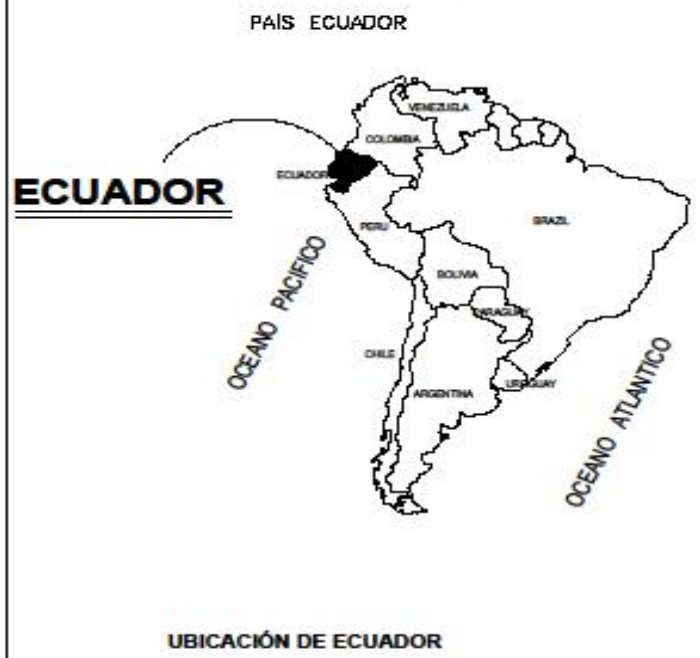 PAÍS ECUADOR
VENEZUELA
COLOMBIA
ECUADOR
ECUADOR
PERU
BRAZIL
OCEANO PACIFICO
BOLIVIA
PARAGUAY
CHILE
URUGUAY
ARGENTINA
OCEANO ATLANTICO
UBICACIÓN DE ECUADOR